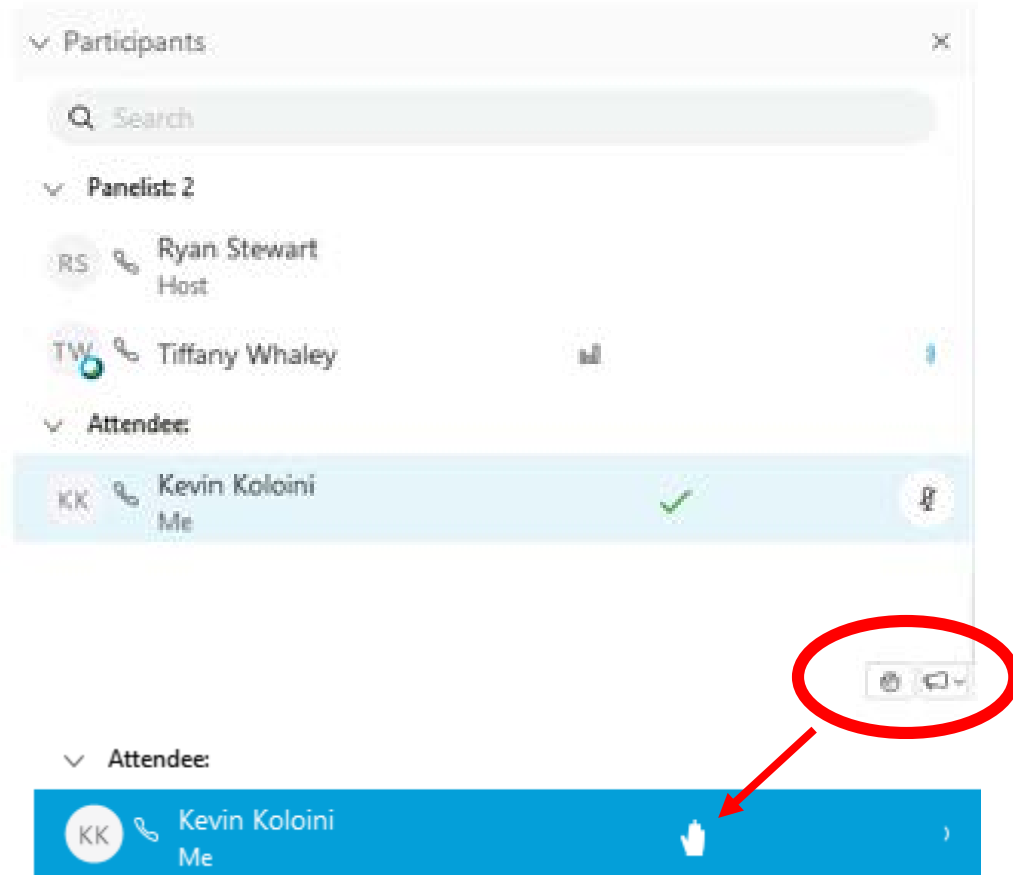 Participants
Search
Panelist: 2
RS Ryan Stewart
Host
TW Tiffany Whaley
Attendee:
KK Kevin Koloini
Me
Attendee:
KK Kevin Koloini
Me